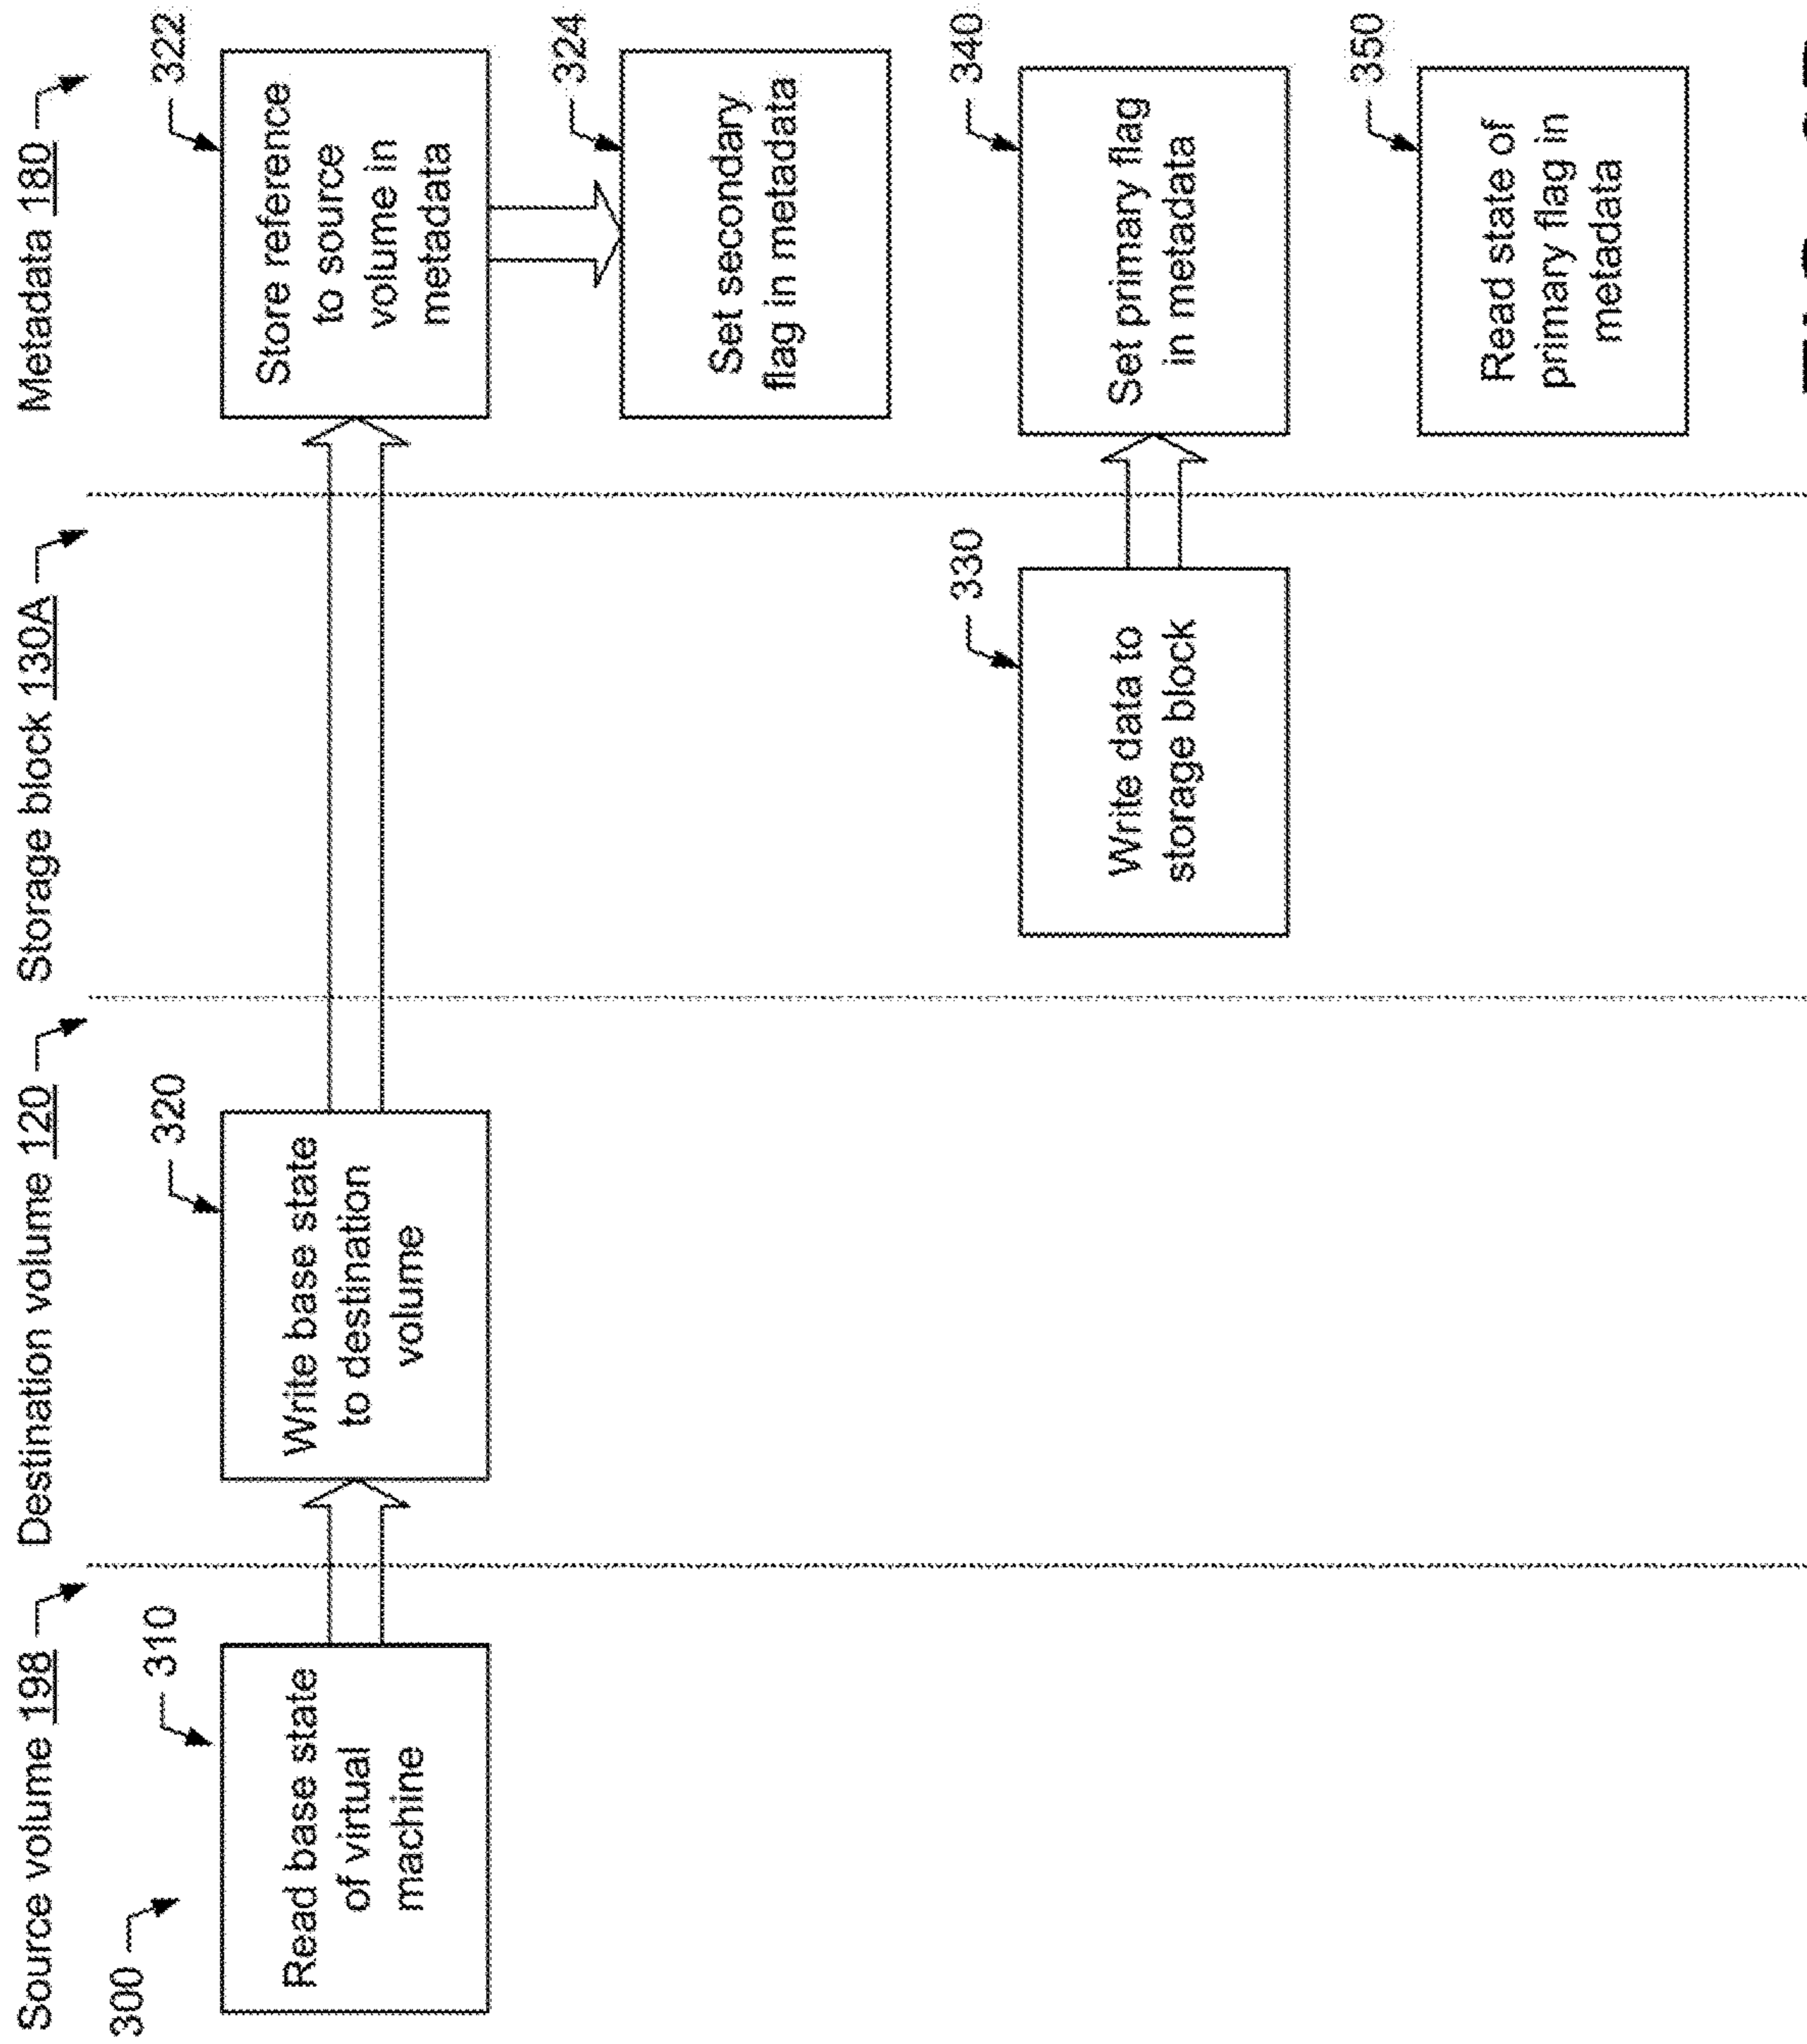 Source volume 198
Destination volume 120
Storage block 130A
Metadata 180
300
310
Read base state
of virtual
machine
320
Write base state
to destination
volume
322
Store reference
to source
volume in
metadata
324
Set secondary
flag in metadata
330
Write data to
storage block
340
Set primary flag
in metadata
350
Read state of
primary flag in
metadata